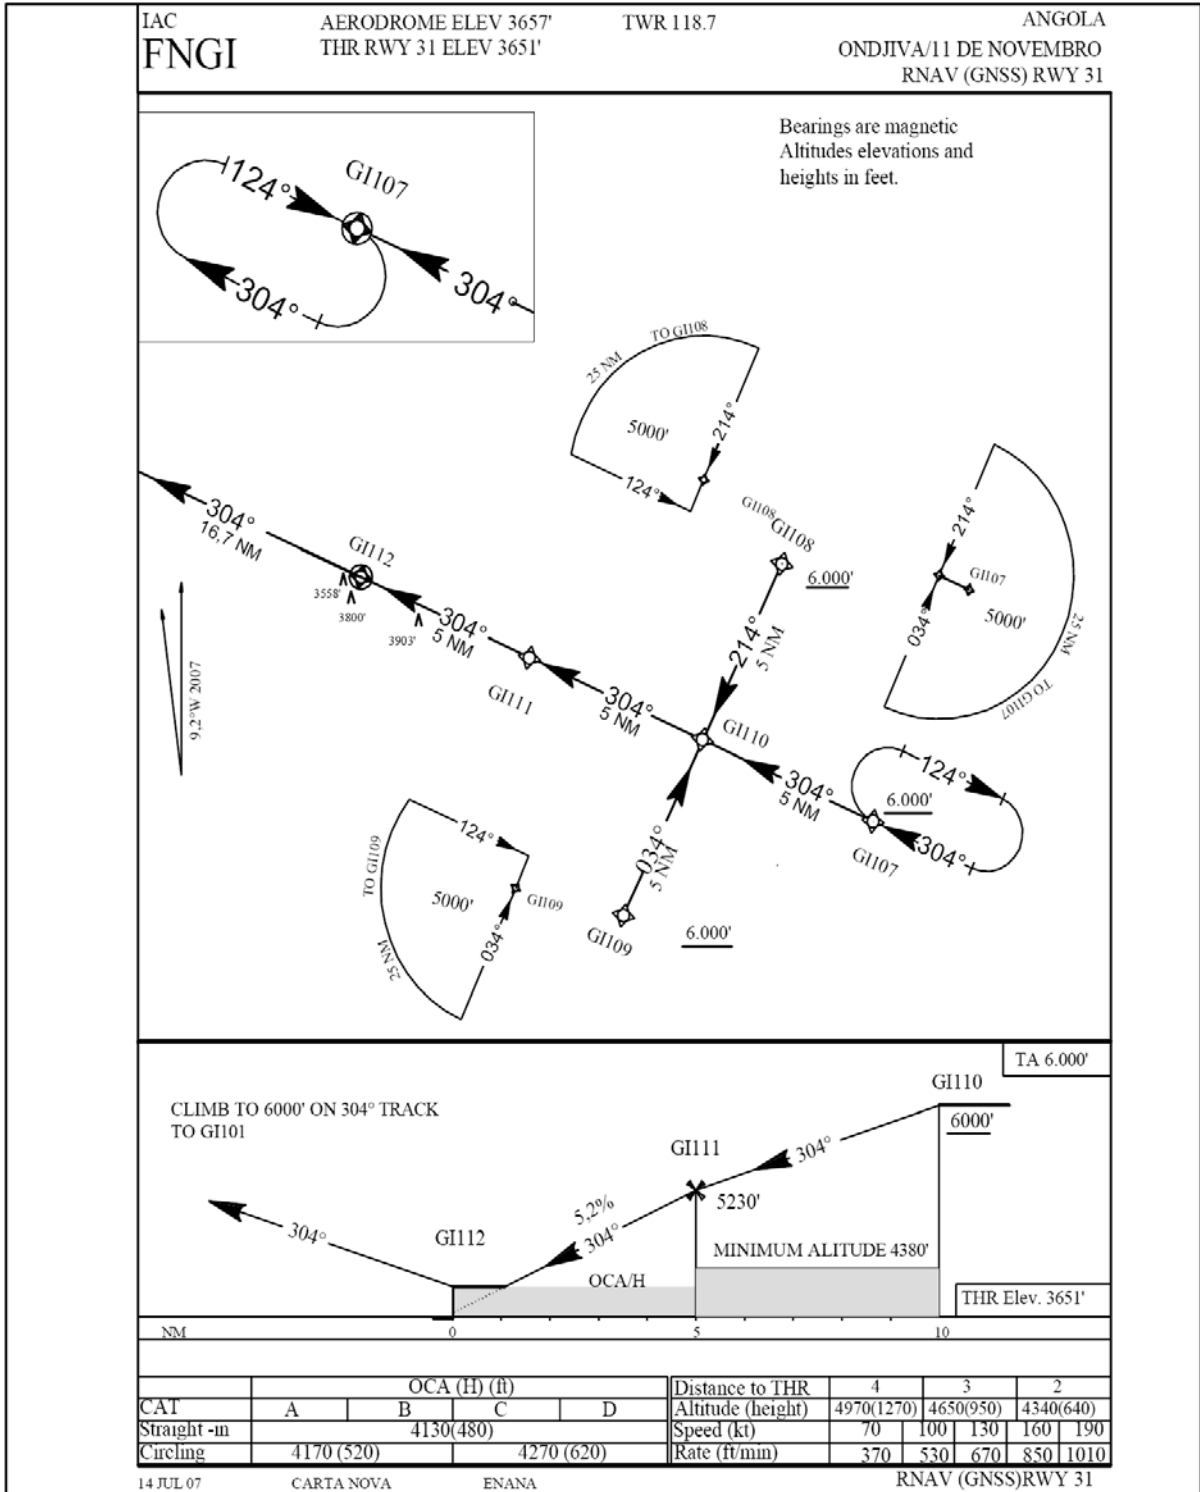 IAC
FNGI
AERODROME ELEV 3657'
THR RWY 31 ELEV 3651'
TWR 118.7
ANGOLA
ONDJIVA/11 DE NOVEMBRO
RNAV (GNSS) RWY 31
Bearings are magnetic
Altitudes elevations and
heights in feet.
124°
GI107
304°
304°
TO GI108
25 NM
5000'
214°
124°
GI108
GI108
6.000'
214°
5 NM
214°
GI107
5000'
034°
25 NM
TO GI107
304°
16,7 NM
GI112
3558'
3800'
3903'
304°
5 NM
GI111
304°
5 NM
GI110
304°
5 NM
6.000'
124°
304°
GI107
9,2°W 2007
124°
TO GI109
5000'
GI109
034°
25 NM
034°
5 NM
GI109
6.000'
TA 6.000'
CLIMB TO 6000' ON 304° TRACK
TO GI101
GI110
6000'
304°
GI111
5230'
5,2%
304°
304°
GI112
MINIMUM ALITUDE 4380'
OCA/H
THR Elev. 3651'
NM 0 5 10
OCA (H) (ft)
CAT A B C D
Straight -in 4130(480)
Circling 4170 (520) 4270 (620)
Distance to THR 4 3 2
Altitude (height) 4970(1270) 4650(950) 4340(640)
Speed (kt) 70 100 130 160 190
Rate (ft/min) 370 530 670 850 1010
14 JUL 07 CARTA NOVA ENANA RNAV (GNSS)RWY 31